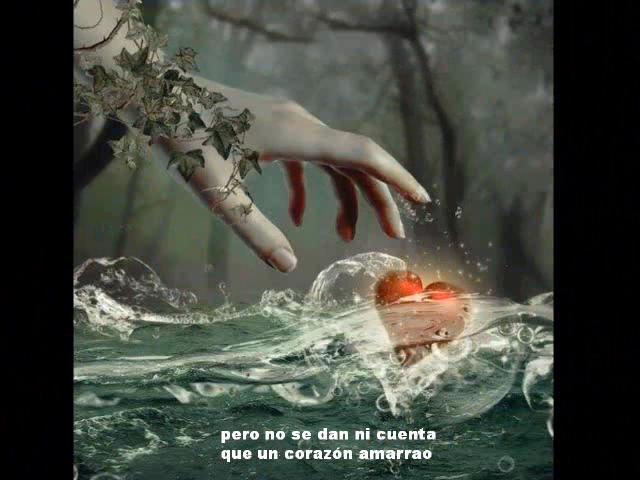 pero no se dan ni cuenta
que un corazón amarrao